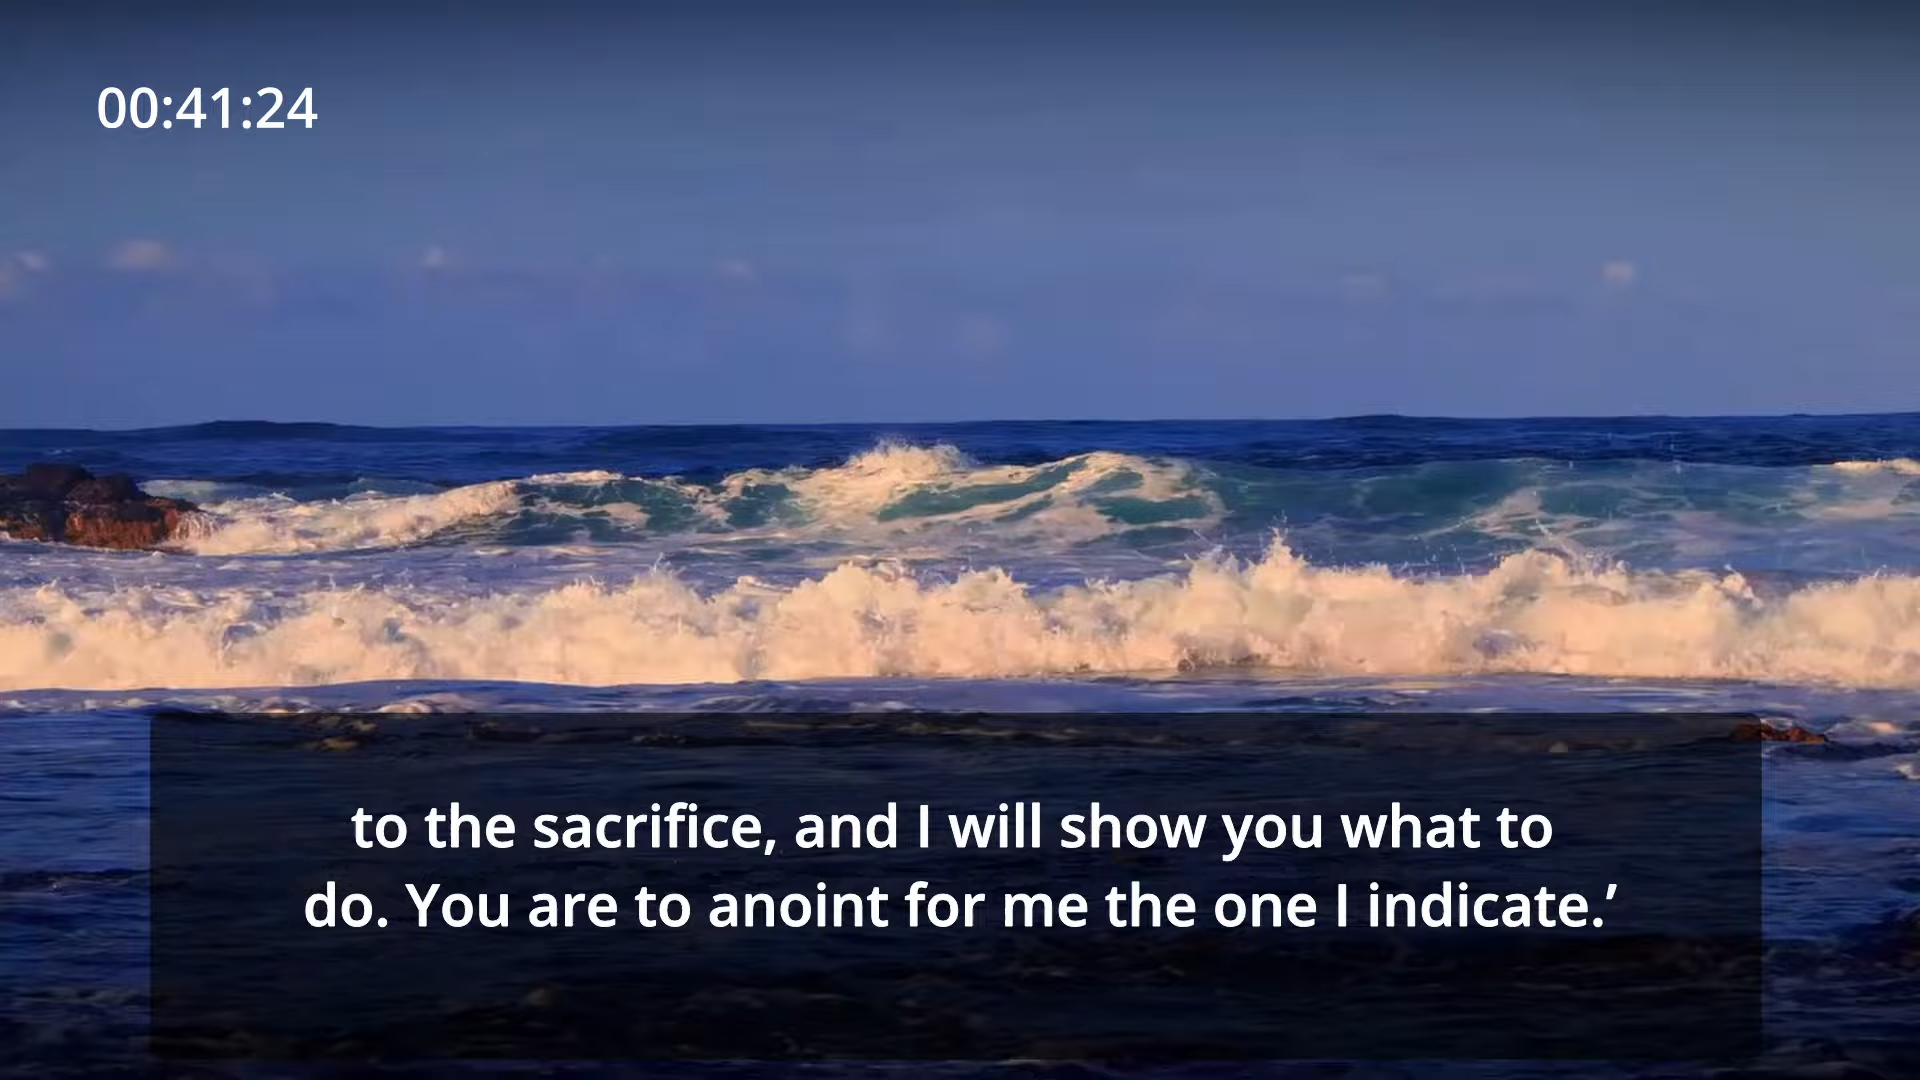 00:41:24
to the sacrifice, and I will show you what to
do. You are to anoint for me the one I indicate.’